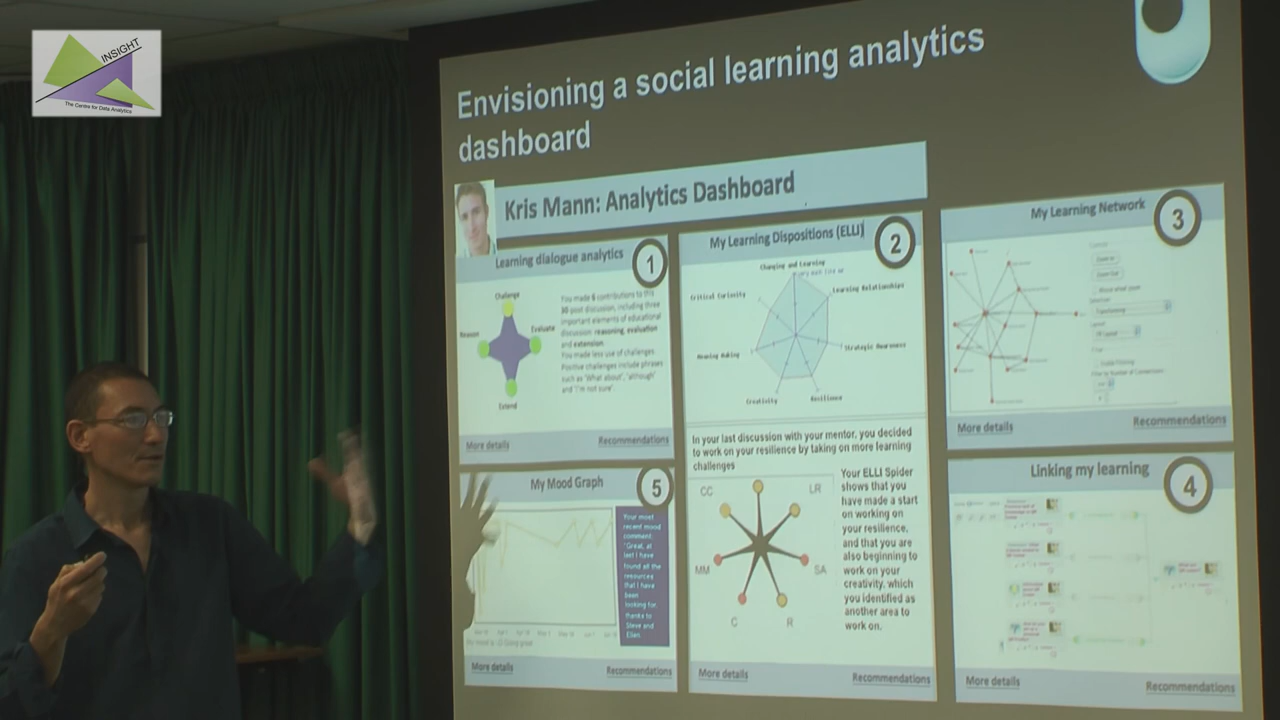 INSIGHT
The Centre for Data Analytics
Envisioning a social learning analytics
dashboard
Kris Mann: Analytics Dashboard
Learning dialogue analytics
1
Challenge
Reason
Evaluate
Extend
You made 6 contributions to this
30-post discussion, including three
important elements of educational
discussion: reasoning, evaluation
and extension.
You made less use of challenges.
Positive challenges include phrases
such as "What about", "although"
and "I'm not sure".
More details
Recommendations
My Learning Dispositions (ELLI)
2
Changing and Learning
Critical Curiosity
Learning Relationships
Meaning Making
Strategic Awareness
Creativity
Resilience
In your last discussion with your mentor, you decided
to work on your resilience by taking on more learning
challenges
CC
LR
MM
SA
C
R
Your ELLI Spider
shows that you
have made a start
on working on
your resilience,
and that you are
also beginning to
work on your
creativity, which
you identified as
another area to
work on.
More details
Recommendations
My Learning Network
3
Zoom in
Zoom out
More details
Recommendations
Linking my learning
4
More details
Recommendations
My Mood Graph
5
Your most
recent mood
comment:
"Great, at
last I have
found all the
resources
that I have
been
looking for,
thanks to
Steve and
Ellen.
More details
Recommendations